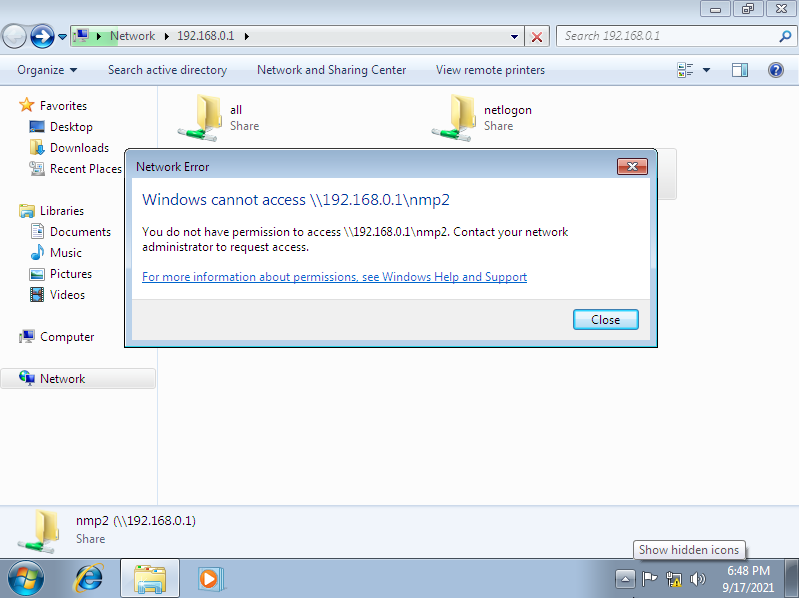 Network 192.168.0.1
Search 192.168.0.1
Organize Search active directory Network and Sharing Center View remote printers
Favorites
Desktop
Downloads
Recent Places
Libraries
Documents
Music
Pictures
Videos
Computer
Network
all
Share
netlogon
Share
Network Error
Windows cannot access \\192.168.0.1\nmp2
You do not have permission to access \\192.168.0.1\nmp2. Contact your network
administrator to request access.
For more information about permissions, see Windows Help and Support
Close
nmp2 (\\192.168.0.1)
Share
Show hidden icons
6:48 PM
9/17/2021